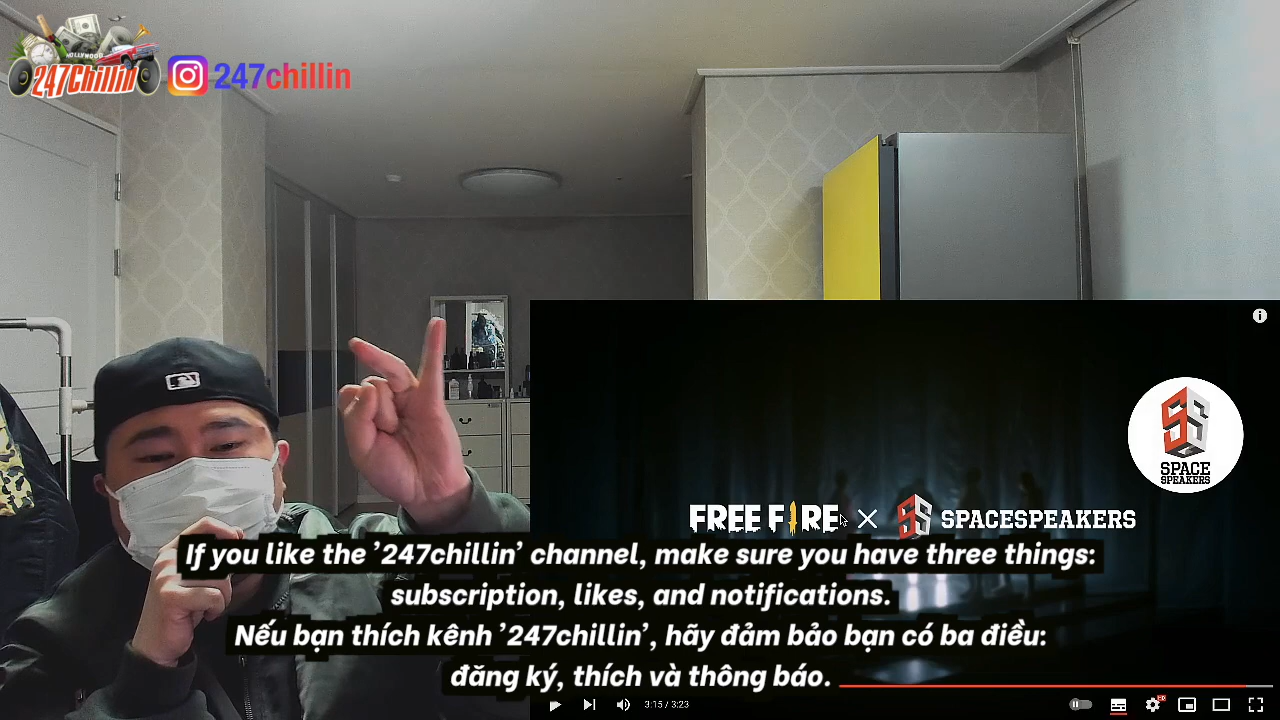 HOLLYWOOD
247Chillin
247chillin
SPACE
SPEAKERS
FREE FIRE X SPACESPEAKERS
If you like the '247chillin' channel, make sure you have three things:
subscription, likes, and notifications.
Nếu bạn thích kênh '247chillin', hãy đảm bảo bạn có ba điều:
đăng ký, thích và thông báo.
3:15 / 3:23
HD